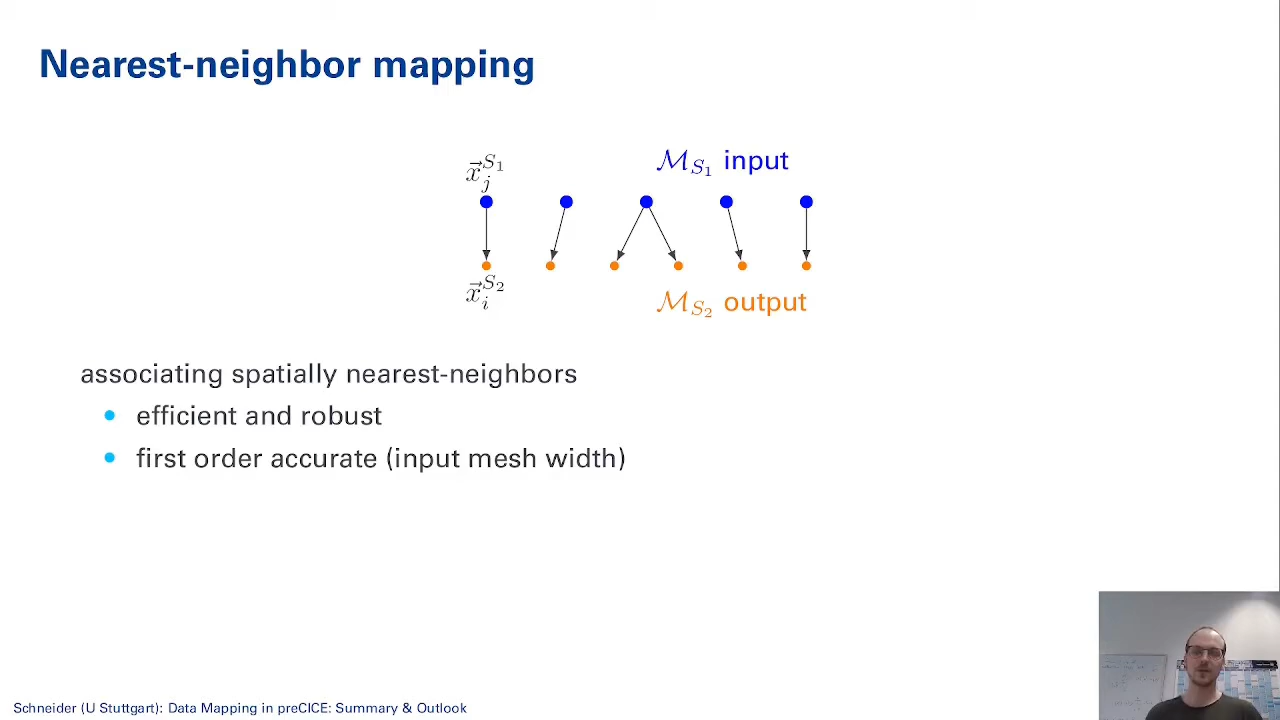 Nearest-neighbor mapping
$\vec{x}_j^{S_1}$
$\mathcal{M}_{S_1}$ input
$\vec{x}_i^{S_2}$
$\mathcal{M}_{S_2}$ output
associating spatially nearest-neighbors
• efficient and robust
• first order accurate (input mesh width)
Schneider (U Stuttgart): Data Mapping in preCICE: Summary & Outlook